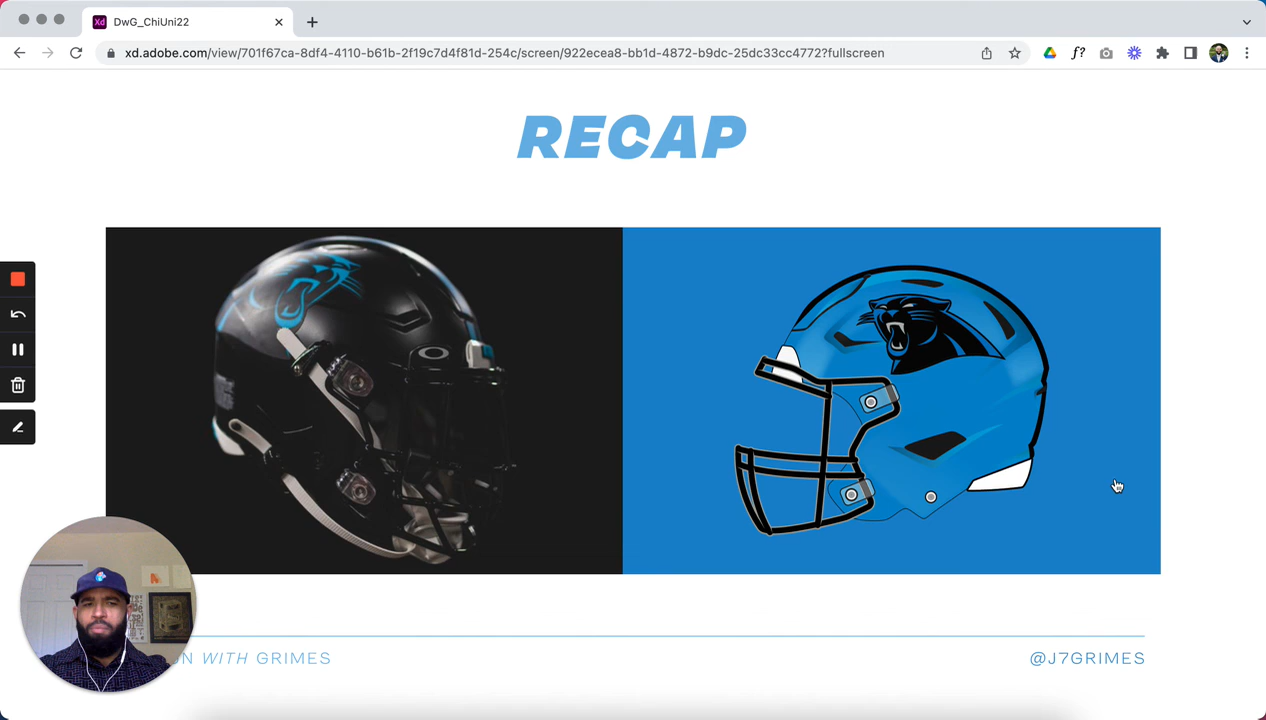 Xd DwG_ChiUni22
xd.adobe.com/view/701f67ca-8df4-4110-b61b-2f19c7d4f81d-254c/screen/922ecea8-bb1d-4872-b9dc-25dc33cc4772?fullscreen
f?
RECAP
N WITH GRIMES
@J7GRIMES